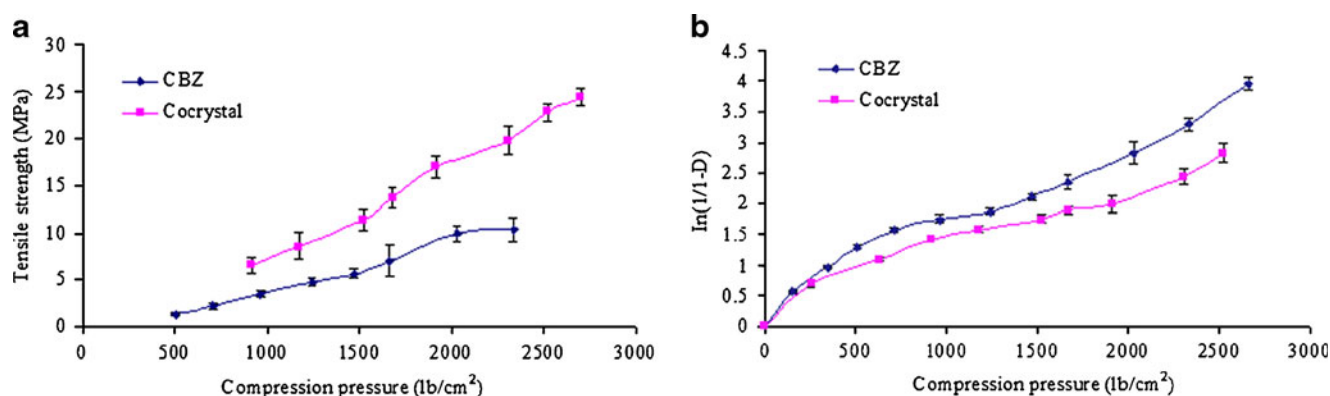 a
30
25
20
15
10
5
0
Tensile strength (MPa)
CBZ
Cocrystal
0 500 1000 1500 2000 2500 3000
Compression pressure (lb/cm²)
b
4.5
4
3.5
3
2.5
2
1.5
1
0.5
0
In(1/1-D)
CBZ
Cocrystal
0 500 1000 1500 2000 2500 3000
Compression pressure (lb/cm²)